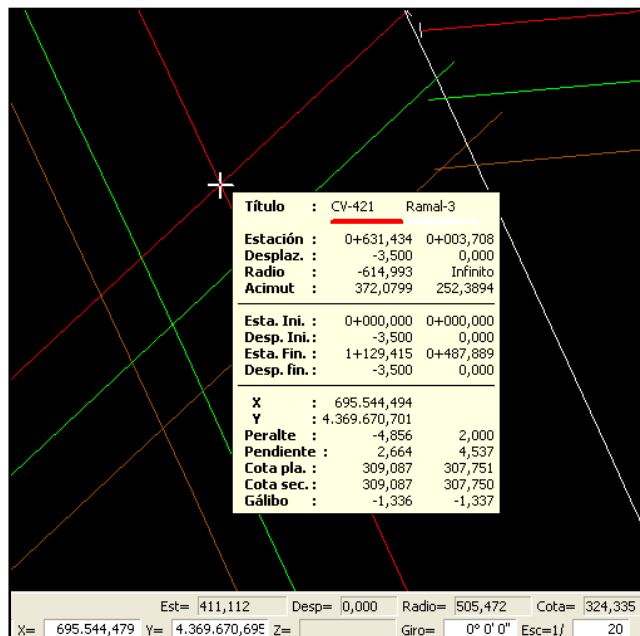 Título : CV-421 Ramal-3
Estación : 0+631,434 0+003,708
Desplaz. : -3,500 0,000
Radio : -614,993 Infinito
Acimut : 372,0799 252,3894
Esta. Ini. : 0+000,000 0+000,000
Desp. Ini. : -3,500 0,000
Esta. Fin. : 1+129,415 0+487,889
Desp. fin. : -3,500 0,000
X : 695.544,494
Y : 4.369.670,701
Peralte : -4,856 2,000
Pendiente : 2,664 4,537
Cota pla. : 309,087 307,751
Cota sec. : 309,087 307,750
Gálibo : -1,336 -1,337
Est= 411,112 Desp= 0,000 Radio= 505,472 Cota= 324,335
X= 695.544,479 Y= 4.369.670,695 Z= Giro= 0° 0' 0" Esc=1/ 20